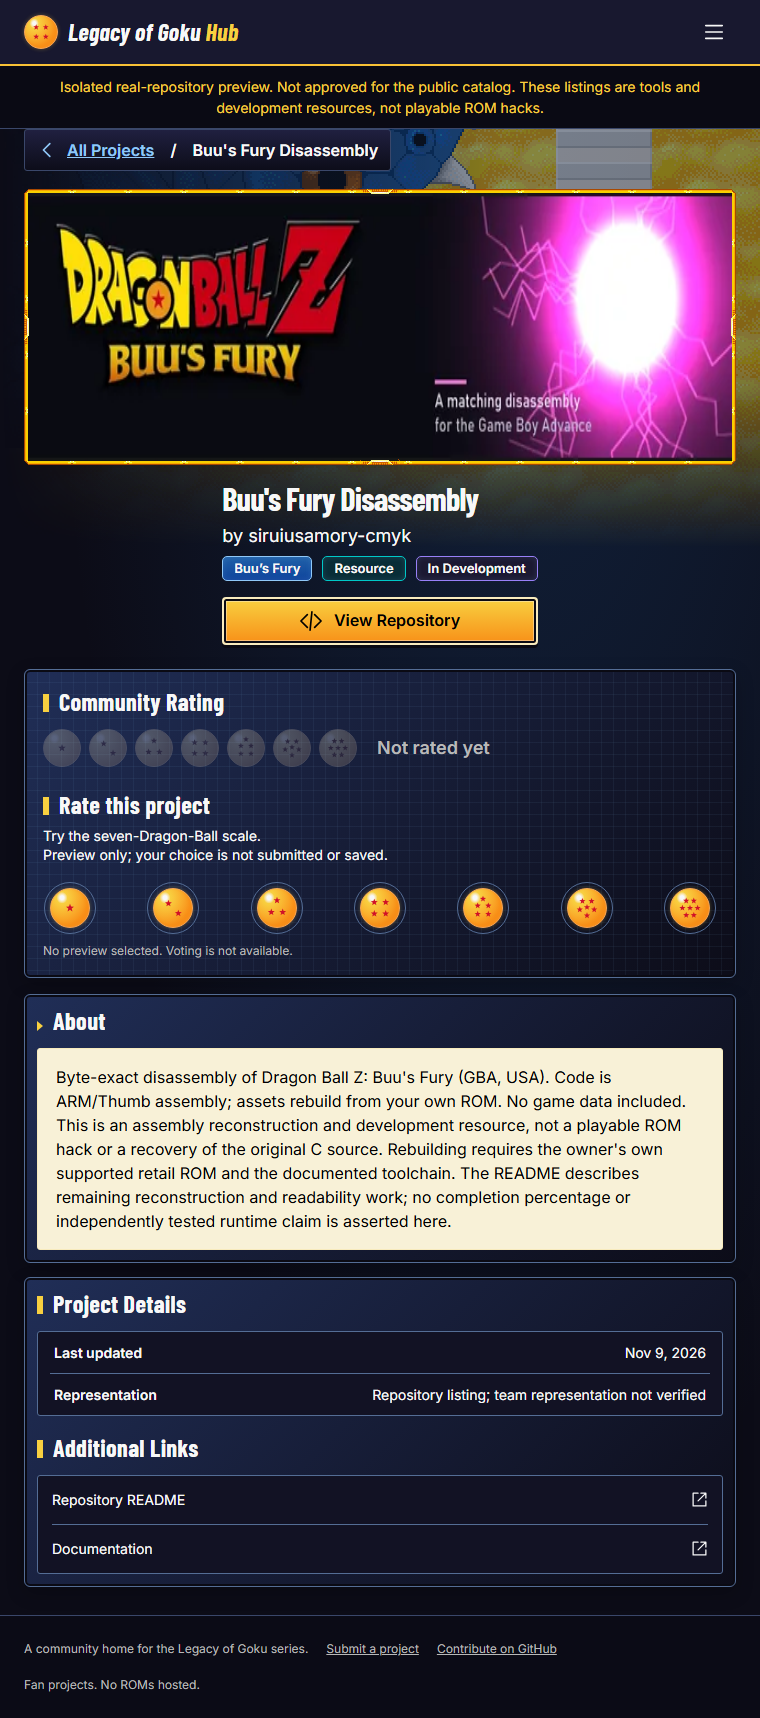 Legacy of Goku Hub
Isolated real-repository preview. Not approved for the public catalog. These listings are tools and
development resources, not playable ROM hacks.
All Projects / Buu's Fury Disassembly
DRAGON BALL Z
BUU'S FURY
A matching disassembly
for the Game Boy Advance
Buu's Fury Disassembly
by siruiusamory-cmyk
Buu's Fury Resource In Development
View Repository
Community Rating
Not rated yet
Rate this project
Try the seven-Dragon-Ball scale.
Preview only; your choice is not submitted or saved.
No preview selected. Voting is not available.
About
Byte-exact disassembly of Dragon Ball Z: Buu's Fury (GBA, USA). Code is
ARM/Thumb assembly; assets rebuild from your own ROM. No game data included.
This is an assembly reconstruction and development resource, not a playable ROM
hack or a recovery of the original C source. Rebuilding requires the owner's own
supported retail ROM and the documented toolchain. The README describes
remaining reconstruction and readability work; no completion percentage or
independently tested runtime claim is asserted here.
Project Details
Last updated Nov 9, 2026
Representation Repository listing; team representation not verified
Additional Links
Repository README
Documentation
A community home for the Legacy of Goku series. Submit a project Contribute on GitHub
Fan projects. No ROMs hosted.